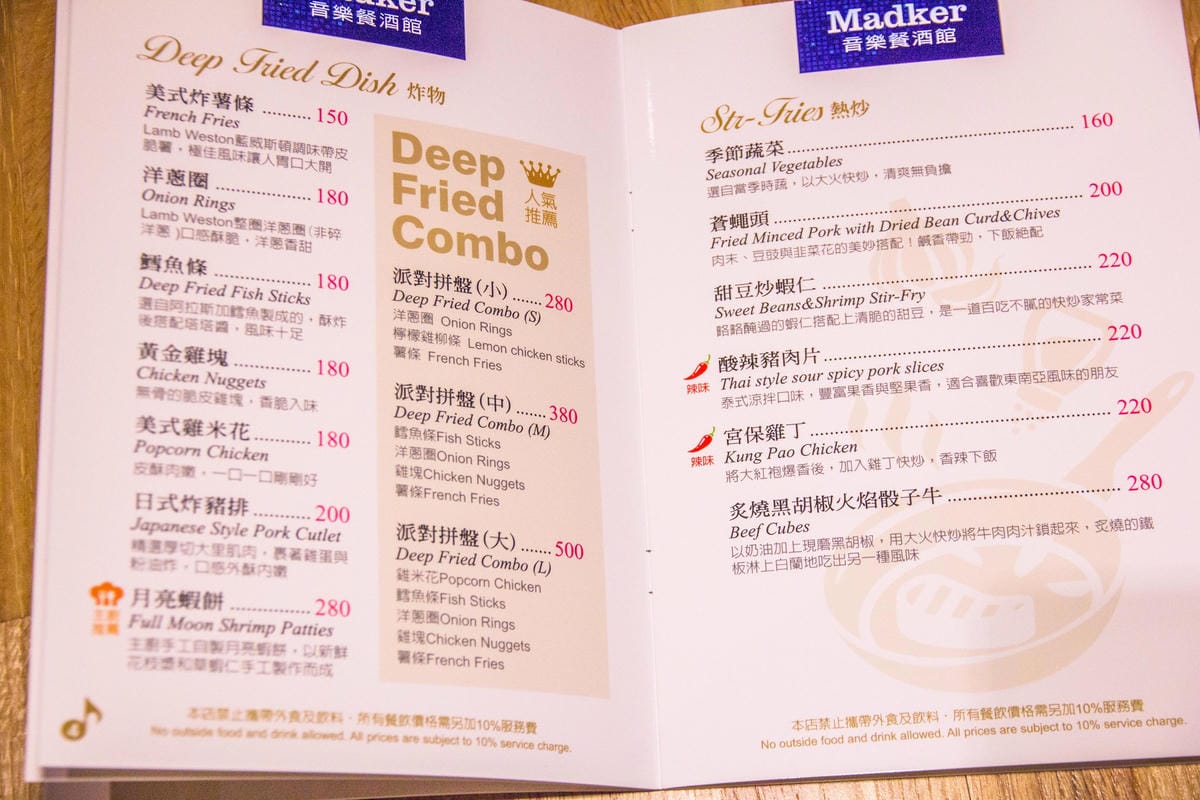 Madker
音樂餐酒館
Deep Fried Dish 炸物
美式炸薯條 .......... 150
French Fries
Lamb Weston藍威斯頓調味帶皮
脆薯，極佳風味讓人胃口大開
洋蔥圈 .......... 180
Onion Rings
Lamb Weston整圈洋蔥圈(非碎
洋蔥)口感酥脆，洋蔥香甜
鱈魚條 .......... 180
Deep Fried Fish Sticks
選自阿拉斯加鱈魚製成的，酥炸
後搭配塔塔醬，風味十足
黃金雞塊 .......... 180
Chicken Nuggets
無骨的脆皮雞塊，香脆入味
美式雞米花 .......... 180
Popcorn Chicken
皮酥肉嫩，一口一口剛剛好
日式炸豬排 .......... 200
Japanese Style Pork Cutlet
精選厚切大里肌肉，裹著雞蛋與
粉油炸，口感外酥內嫩
主廚
推薦
月亮蝦餅 .......... 280
Full Moon Shrimp Patties
主廚手工自製月亮蝦餅，以新鮮
花枝漿和草蝦仁手工製作而成
Deep
Fried
Combo
人氣
推薦
派對拼盤(小) ....... 280
Deep Fried Combo (S)
洋蔥圈 Onion Rings
檸檬雞柳條 Lemon chicken sticks
薯條 French Fries
派對拼盤(中) ....... 380
Deep Fried Combo (M)
鱈魚條Fish Sticks
洋蔥圈Onion Rings
雞塊Chicken Nuggets
薯條French Fries
派對拼盤(大) ....... 500
Deep Fried Combo (L)
雞米花Popcorn Chicken
鱈魚條Fish Sticks
洋蔥圈Onion Rings
雞塊Chicken Nuggets
薯條French Fries
本店禁止攜帶外食及飲料．所有餐飲價格需另加10%服務費
No outside food and drink allowed. All prices are subject to 10% service charge.
Madker
音樂餐酒館
Str-Fries 熱炒
季節蔬菜 .......... 160
Seasonal Vegetables
選自當季時蔬，以大火快炒，清爽無負擔
蒼蠅頭 .......... 200
Fried Minced Pork with Dried Bean Curd&Chives
肉末、豆豉與韭菜花的美妙搭配！鹹香帶勁，下飯絕配
甜豆炒蝦仁 .......... 220
Sweet Beans&Shrimp Stir-Fry
略略醃過的蝦仁搭配上清脆的甜豆，是一道百吃不膩的快炒家常菜
辣味
酸辣豬肉片 .......... 220
Thai style sour spicy pork slices
泰式涼拌口味，豐富果香與堅果香，適合喜歡東南亞風味的朋友
辣味
宮保雞丁 .......... 220
Kung Pao Chicken
將大紅袍爆香後，加入雞丁快炒，香辣下飯
炙燒黑胡椒火焰骰子牛 .......... 280
Beef Cubes
以奶油加上現磨黑胡椒，用大火快炒將牛肉肉汁鎖起來，炙燒的鐵
板淋上白蘭地吃出另一種風味
本店禁止攜帶外食及飲料．所有餐飲價格需另加10%服務費
No outside food and drink allowed. All prices are subject to 10% service charge.